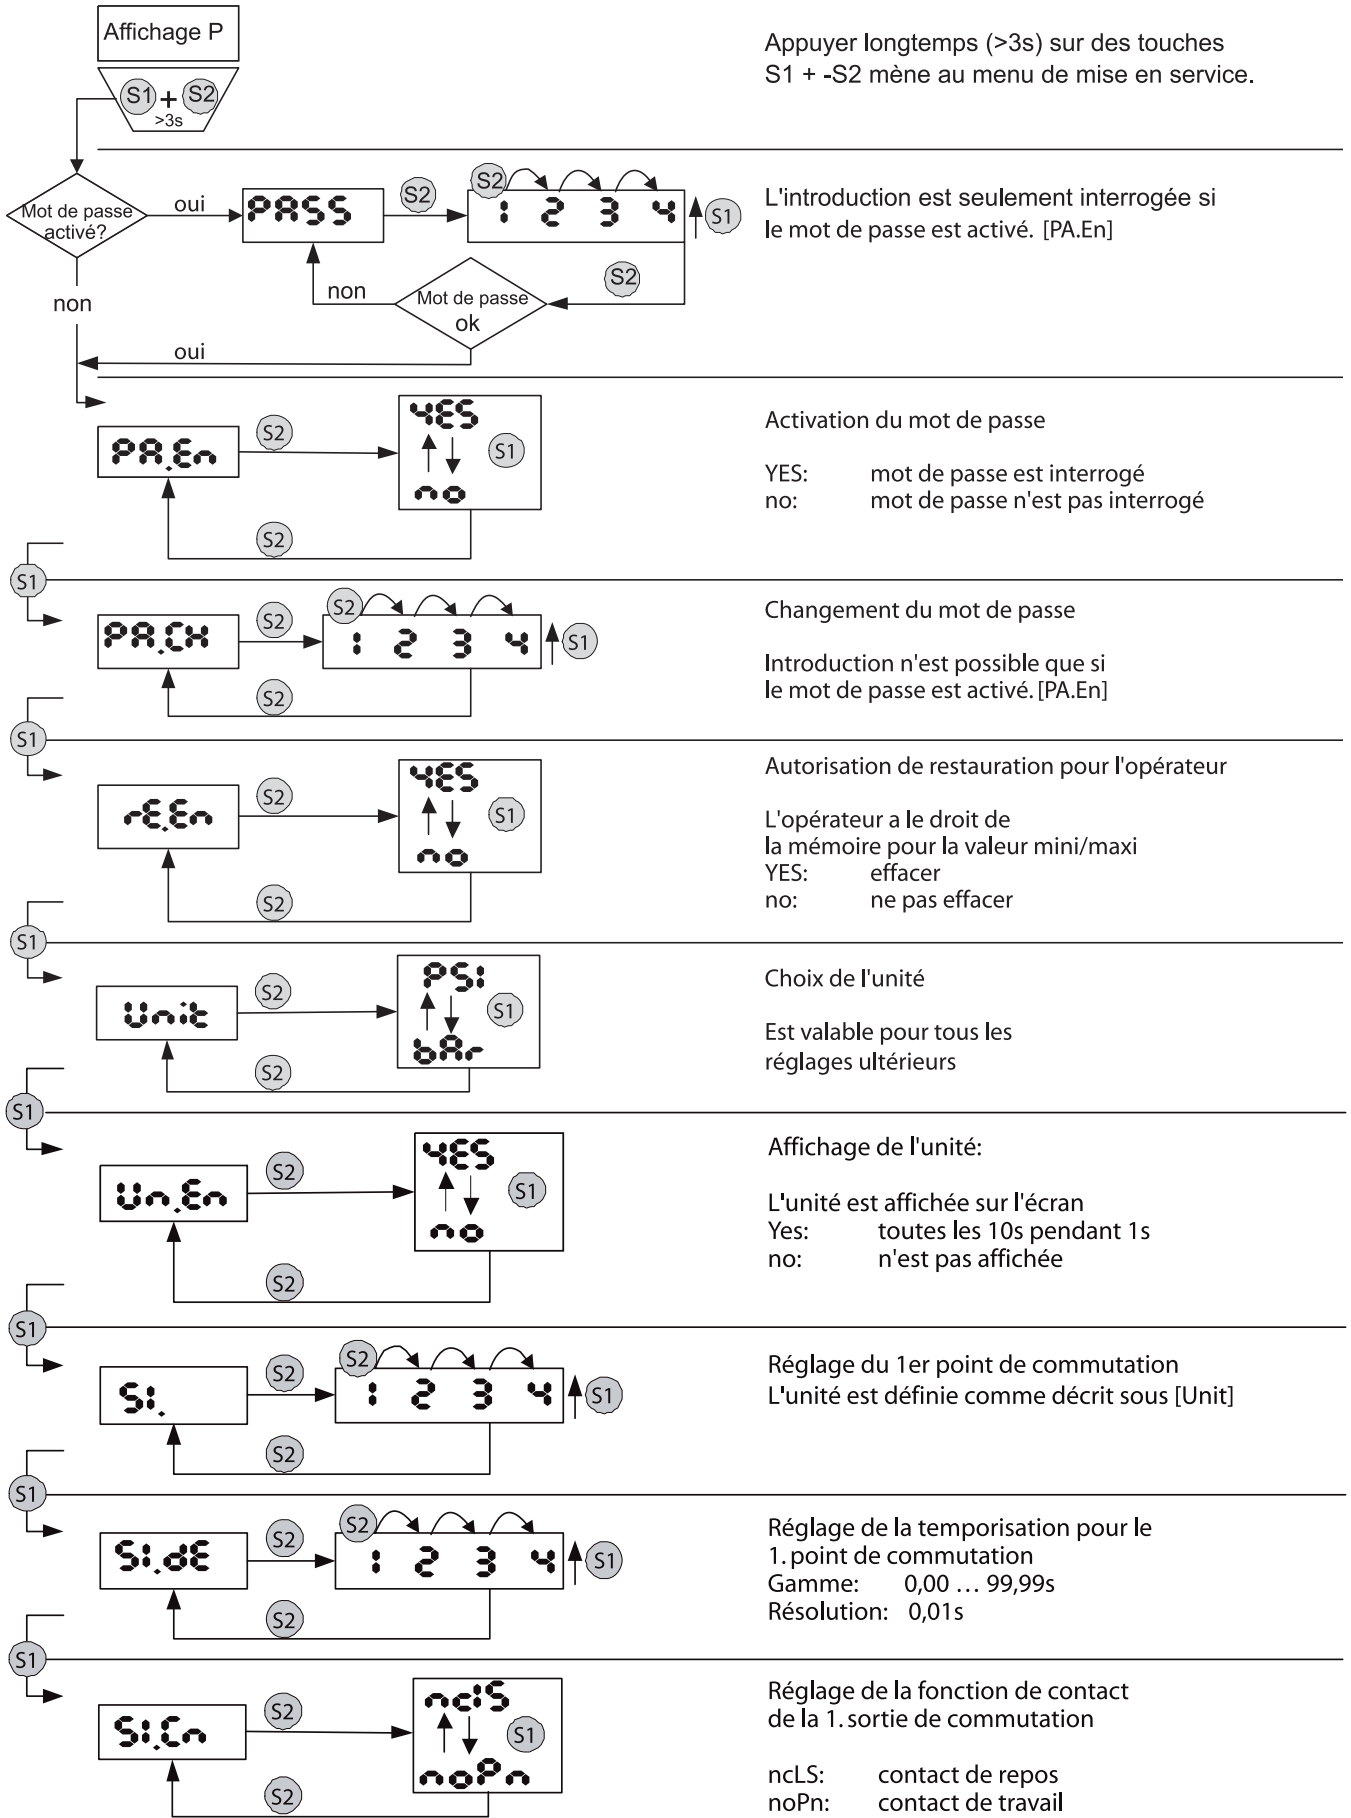 Affichage P
S1 + S2
>3s
Appuyer longtemps (>3s) sur des touches
S1 + -S2 mène au menu de mise en service.
Mot de passe
activé?
oui
PASS
S2
S2
1 2 3 4
S1
L'introduction est seulement interrogée si
le mot de passe est activé. [PA.En]
S2
non
non
Mot de passe
ok
oui
PA.En
S2
YES
S1
no
S2
Activation du mot de passe
YES: mot de passe est interrogé
no: mot de passe n'est pas interrogé
S1
PA.CH
S2
S2
1 2 3 4
S1
S2
Changement du mot de passe
Introduction n'est possible que si
le mot de passe est activé. [PA.En]
S1
rE.En
S2
YES
S1
no
S2
Autorisation de restauration pour l'opérateur
L'opérateur a le droit de
la mémoire pour la valeur mini/maxi
YES: effacer
no: ne pas effacer
S1
Unit
S2
PSi
S1
bAr
S2
Choix de l'unité
Est valable pour tous les
réglages ultérieurs
S1
Un.En
S2
YES
S1
no
S2
Affichage de l'unité:
L'unité est affichée sur l'écran
Yes: toutes les 10s pendant 1s
no: n'est pas affichée
S1
S1.
S2
S2
1 2 3 4
S1
S2
Réglage du 1er point de commutation
L'unité est définie comme décrit sous [Unit]
S1
S1.dE
S2
S2
1 2 3 4
S1
S2
Réglage de la temporisation pour le
1. point de commutation
Gamme: 0,00 … 99,99s
Résolution: 0,01s
S1
S1.Cn
S2
nclS
S1
noPn
S2
Réglage de la fonction de contact
de la 1. sortie de commutation
ncLS: contact de repos
noPn: contact de travail